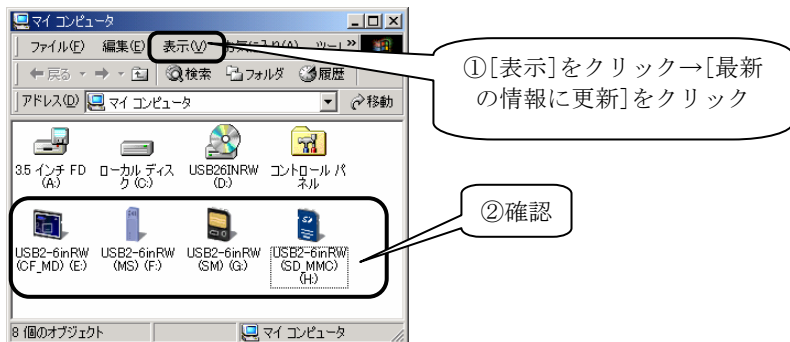 マイ コンピュータ
ファイル(F) 編集(E) 表示(V) お気に入り(A) ツール
戻る
検索 フォルダ 履歴
アドレス(D) マイ コンピュータ 移動
①[表示]をクリック→[最新
の情報に更新]をクリック
3.5 インチ FD
(A:)
ローカル ディス
ク (C:)
USB26INRW
(D:)
コントロール パ
ネル
②確認
USB2-6inRW
(CF_MD) (E:)
USB2-6inRW
(MS) (F:)
USB2-6inRW
(SM) (G:)
USB2-6inRW
(SD_MMC)
(H:)
8 個のオブジェクト マイ コンピュータ